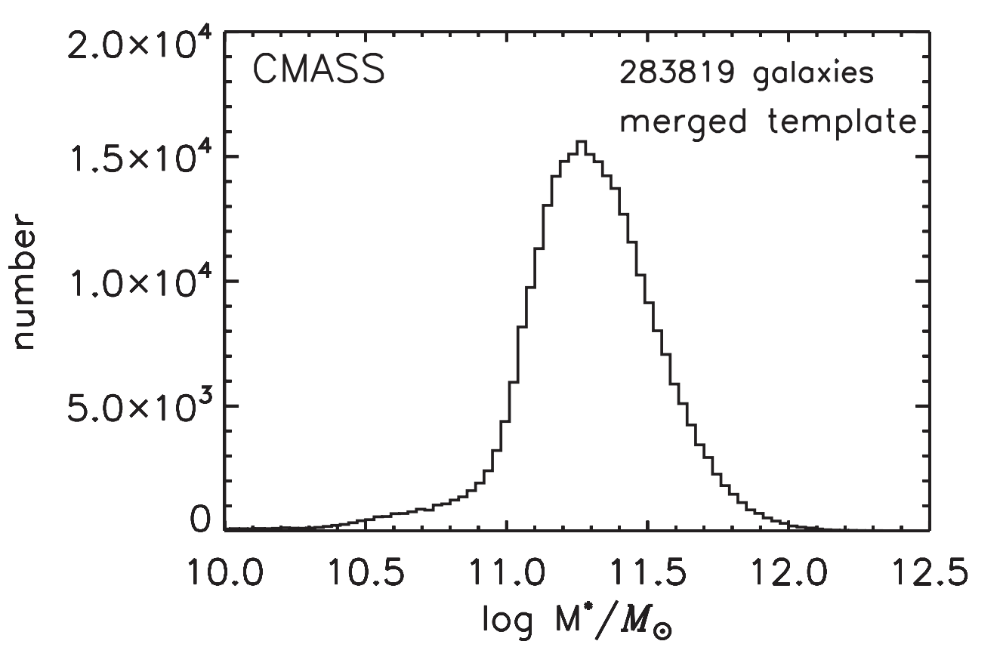 2.0×10⁴
CMASS
283819 galaxies
merged template
1.5×10⁴
1.0×10⁴
5.0×10³
0
number
10.0 10.5 11.0 11.5 12.0 12.5
log M*/M⊙